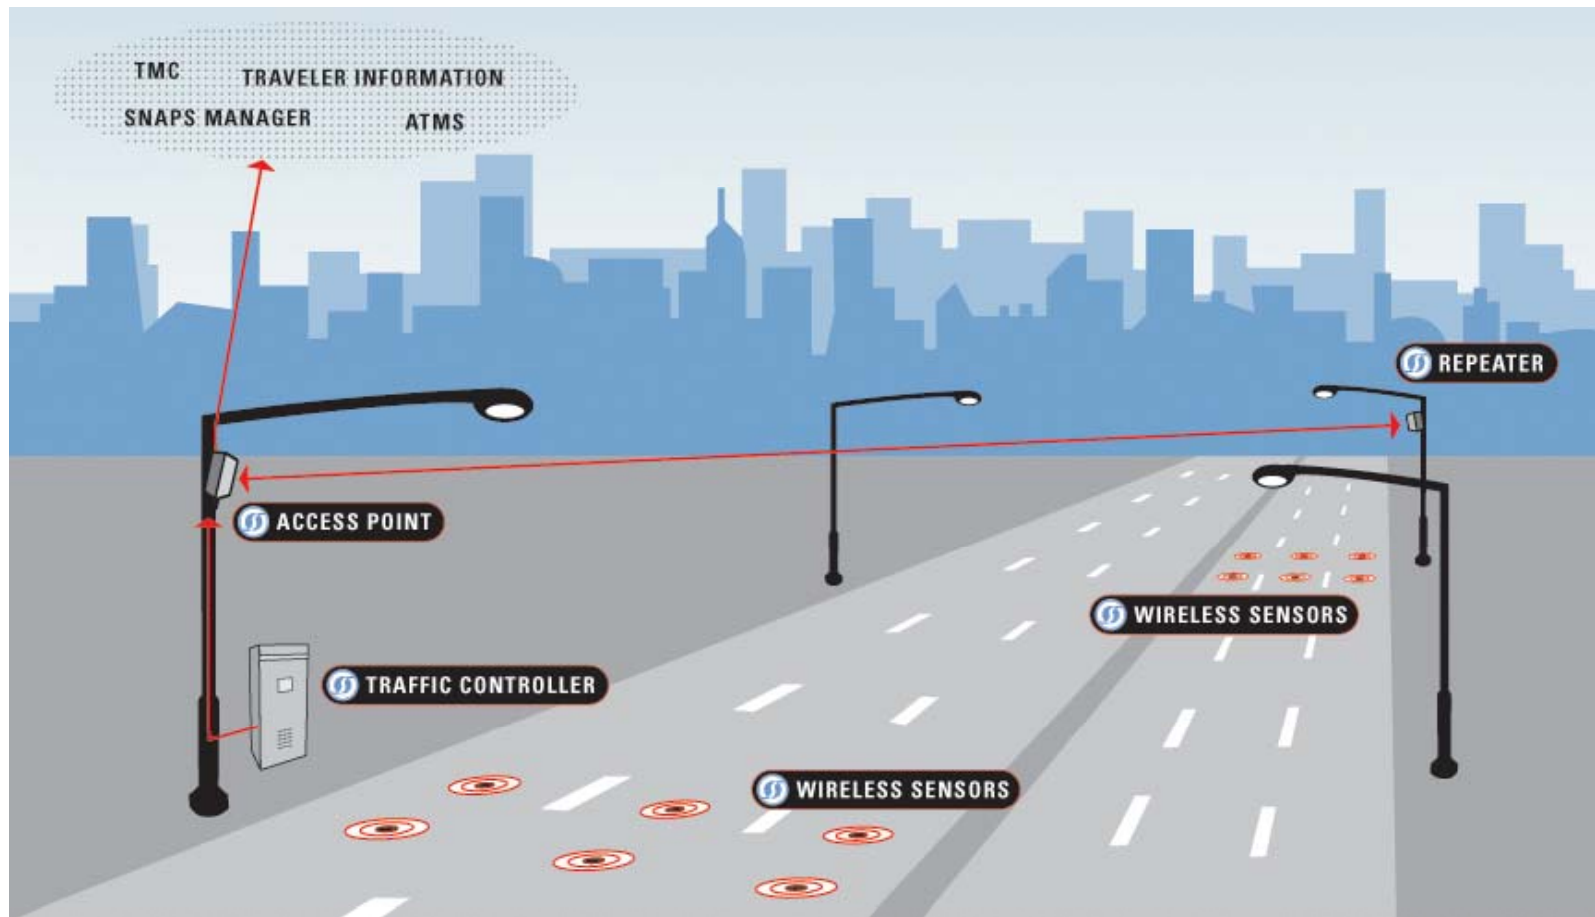 TMC
TRAVELER INFORMATION
SNAPS MANAGER
ATMS
REPEATER
ACCESS POINT
WIRELESS SENSORS
TRAFFIC CONTROLLER
WIRELESS SENSORS